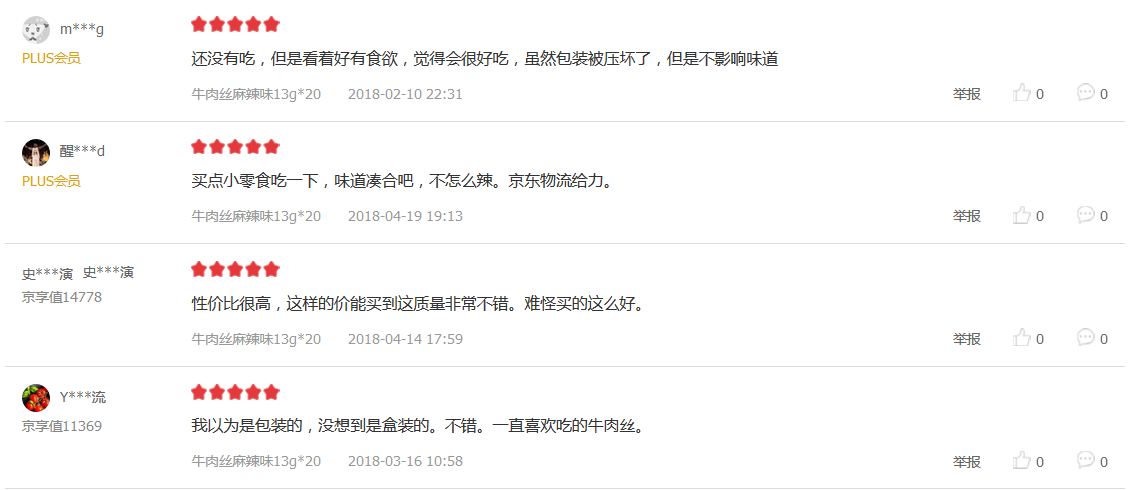 m***g
PLUS会员
还没有吃，但是看着好有食欲，觉得会很好吃，虽然包装被压坏了，但是不影响味道
牛肉丝麻辣味13g*20 2018-02-10 22:31 举报 0 0
醒***d
PLUS会员
买点小零食吃一下，味道凑合吧，不怎么辣。京东物流给力。
牛肉丝麻辣味13g*20 2018-04-19 19:13 举报 0 0
史***演 史***演
京享值14778
性价比很高，这样的价能买到这质量非常不错。难怪买的这么好。
牛肉丝麻辣味13g*20 2018-04-14 17:59 举报 0 0
Y***流
京享值11369
我以为是包装的，没想到是盒装的。不错。一直喜欢吃的牛肉丝。
牛肉丝麻辣味13g*20 2018-03-16 10:58 举报 0 0